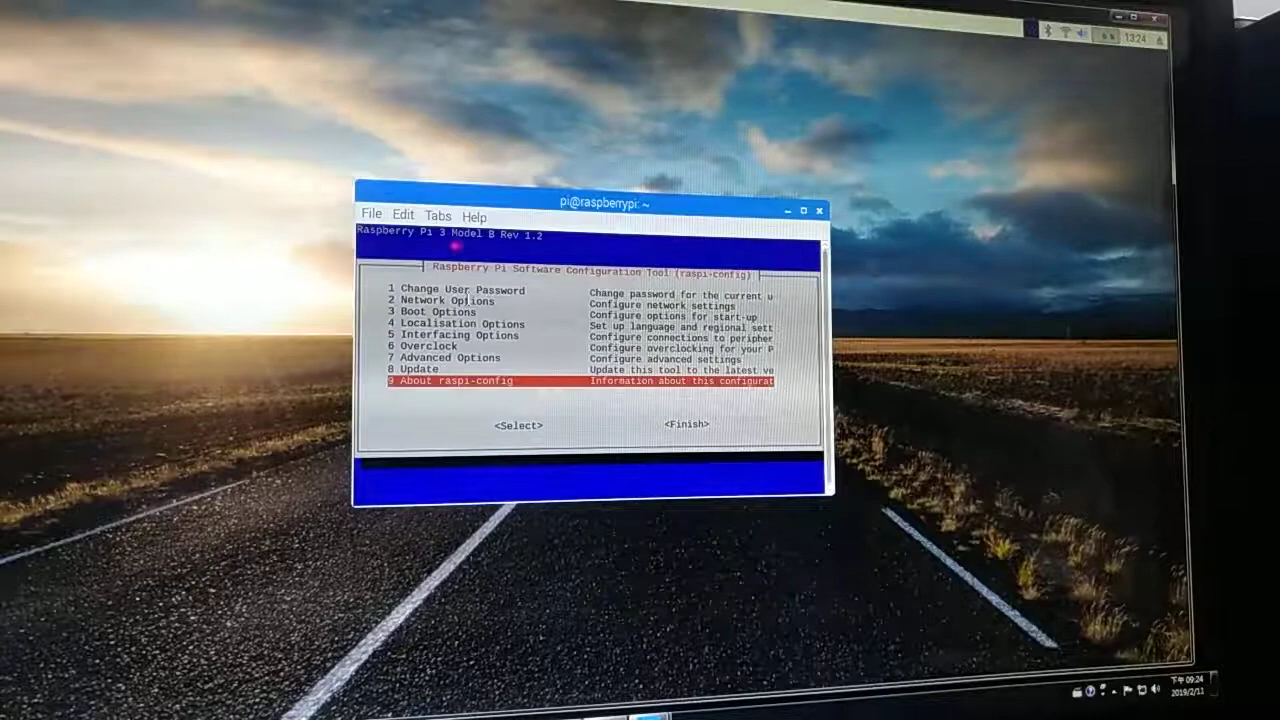 13:24
pi@raspberrypi: ~
File Edit Tabs Help
Raspberry Pi 3 Model B Rev 1.2
Raspberry Pi Software Configuration Tool (raspi-config)
1 Change User Password Change password for the current u
2 Network Options Configure network settings
3 Boot Options Configure options for start-up
4 Localisation Options Set up language and regional sett
5 Interfacing Options Configure connections to peripher
6 Overclock Configure overclocking for your P
7 Advanced Options Configure advanced settings
8 Update Update this tool to the latest ve
9 About raspi-config Information about this configurat
<Select> <Finish>
下午 09:24
2019/2/11